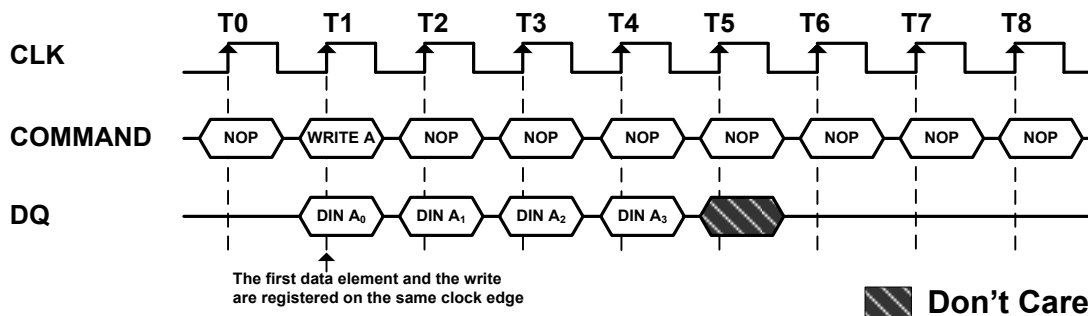 T0 T1 T2 T3 T4 T5 T6 T7 T8
CLK
COMMAND NOP WRITE A NOP NOP NOP NOP NOP NOP NOP
DQ DIN A₀ DIN A₁ DIN A₂ DIN A₃
The first data element and the write
are registered on the same clock edge
Don't Care